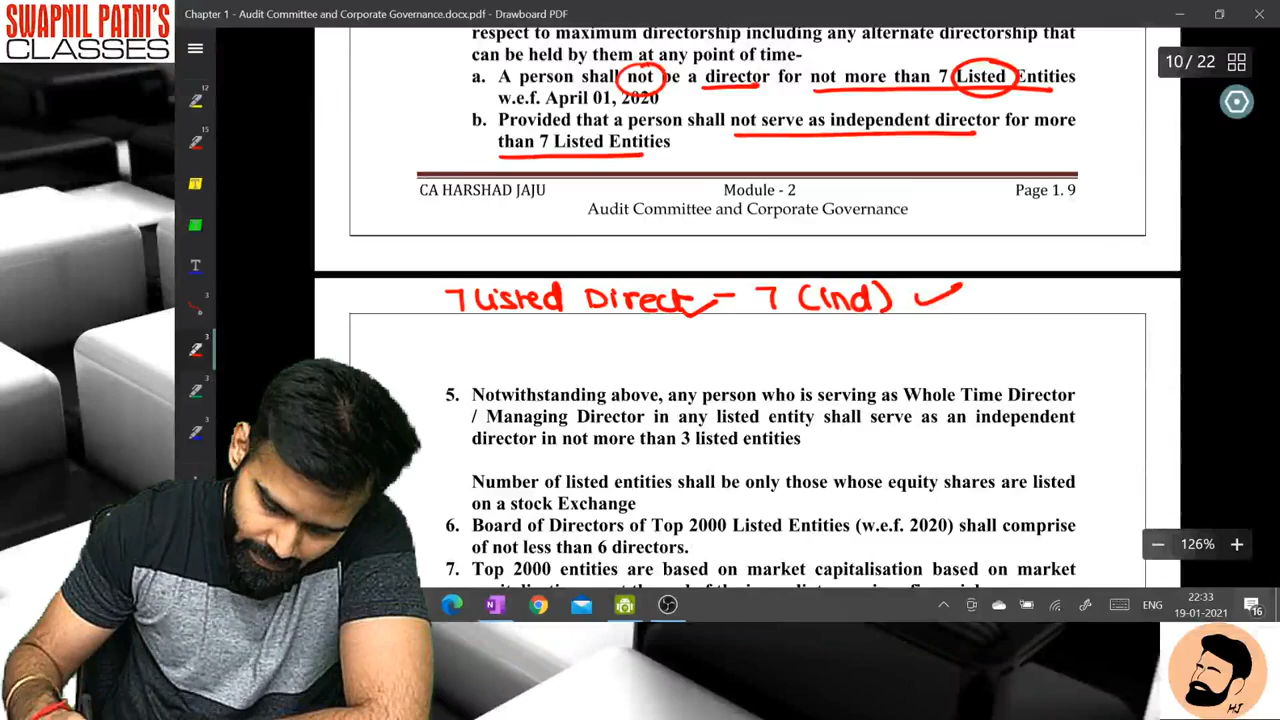 SWAPNIL PATNI'S
CLASSES
Chapter 1 - Audit Committee and Corporate Governance.docx.pdf - Drawboard PDF
10 / 22
respect to maximum directorship including any alternate directorship that
can be held by them at any point of time-
a. A person shall not be a director for not more than 7 Listed Entities
w.e.f. April 01, 2020
b. Provided that a person shall not serve as independent director for more
than 7 Listed Entities
CA HARSHAD JAJU Module - 2 Page 1. 9
Audit Committee and Corporate Governance
7 Listed Direct - 7 (Ind)
5. Notwithstanding above, any person who is serving as Whole Time Director
/ Managing Director in any listed entity shall serve as an independent
director in not more than 3 listed entities
Number of listed entities shall be only those whose equity shares are listed
on a stock Exchange
6. Board of Directors of Top 2000 Listed Entities (w.e.f. 2020) shall comprise
of not less than 6 directors.
7. Top 2000 entities are based on market capitalisation based on market
126%
12
15
T
3
3
3
3
ENG
22:33
19-01-2021
16
HJ